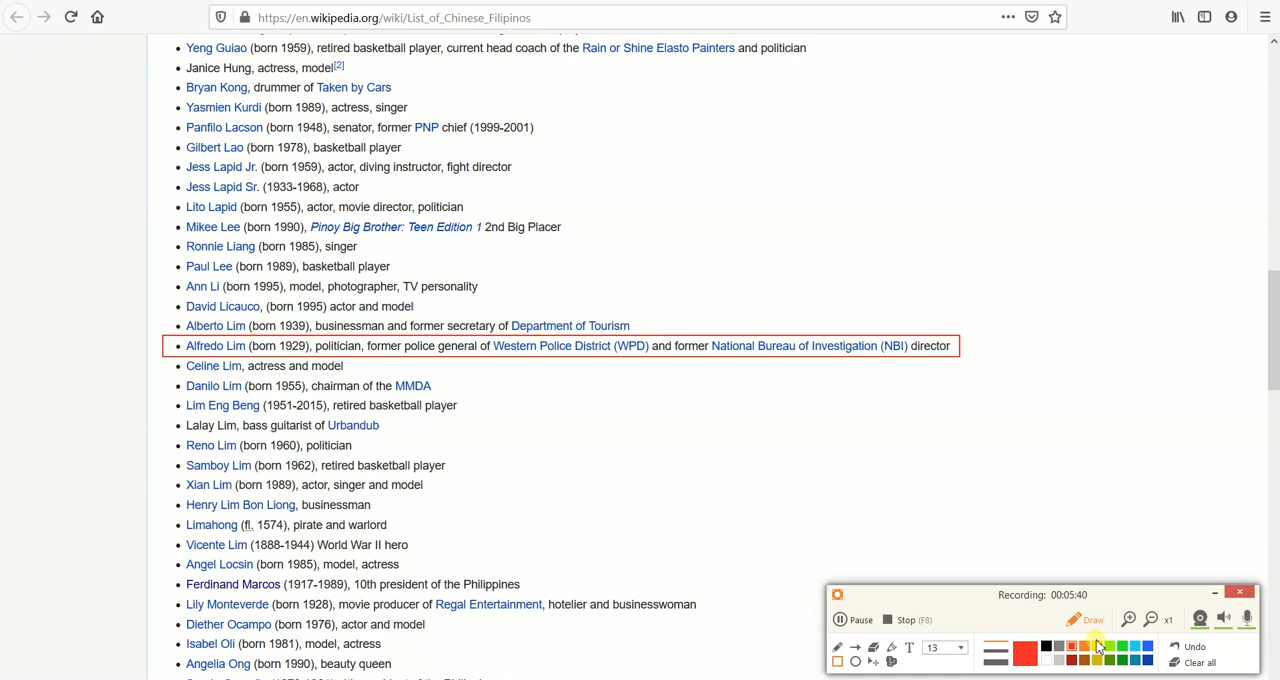 https://en.wikipedia.org/wiki/List_of_Chinese_Filipinos
Yeng Guiao (born 1959), retired basketball player, current head coach of the Rain or Shine Elasto Painters and politician
Janice Hung, actress, model[2]
Bryan Kong, drummer of Taken by Cars
Yasmien Kurdi (born 1989), actress, singer
Panfilo Lacson (born 1948), senator, former PNP chief (1999-2001)
Gilbert Lao (born 1978), basketball player
Jess Lapid Jr. (born 1959), actor, diving instructor, fight director
Jess Lapid Sr. (1933-1968), actor
Lito Lapid (born 1955), actor, movie director, politician
Mikee Lee (born 1990), Pinoy Big Brother: Teen Edition 1 2nd Big Placer
Ronnie Liang (born 1985), singer
Paul Lee (born 1989), basketball player
Ann Li (born 1995), model, photographer, TV personality
David Licauco, (born 1995) actor and model
Alberto Lim (born 1939), businessman and former secretary of Department of Tourism
Alfredo Lim (born 1929), politician, former police general of Western Police District (WPD) and former National Bureau of Investigation (NBI) director
Celine Lim, actress and model
Danilo Lim (born 1955), chairman of the MMDA
Lim Eng Beng (1951-2015), retired basketball player
Lalay Lim, bass guitarist of Urbandub
Reno Lim (born 1960), politician
Samboy Lim (born 1962), retired basketball player
Xian Lim (born 1989), actor, singer and model
Henry Lim Bon Liong, businessman
Limahong (fl. 1574), pirate and warlord
Vicente Lim (1888-1944) World War II hero
Angel Locsin (born 1985), model, actress
Ferdinand Marcos (1917-1989), 10th president of the Philippines
Lily Monteverde (born 1928), movie producer of Regal Entertainment, hotelier and businesswoman
Diether Ocampo (born 1976), actor and model
Isabel Oli (born 1981), model, actress
Angelia Ong (born 1990), beauty queen
Recording: 00:05:40
Pause Stop (F8) Draw x1
T 13 Undo
Clear all